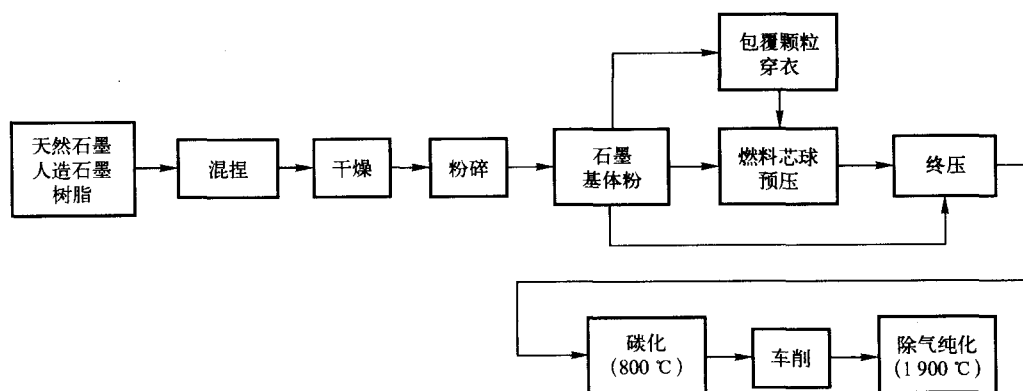 包覆颗粒
穿衣
天然石墨
人造石墨
树脂
混捏
干燥
粉碎
石墨
基体粉
燃料芯球
预压
终压
碳化
(800 ℃)
车削
除气纯化
(1 900 ℃)